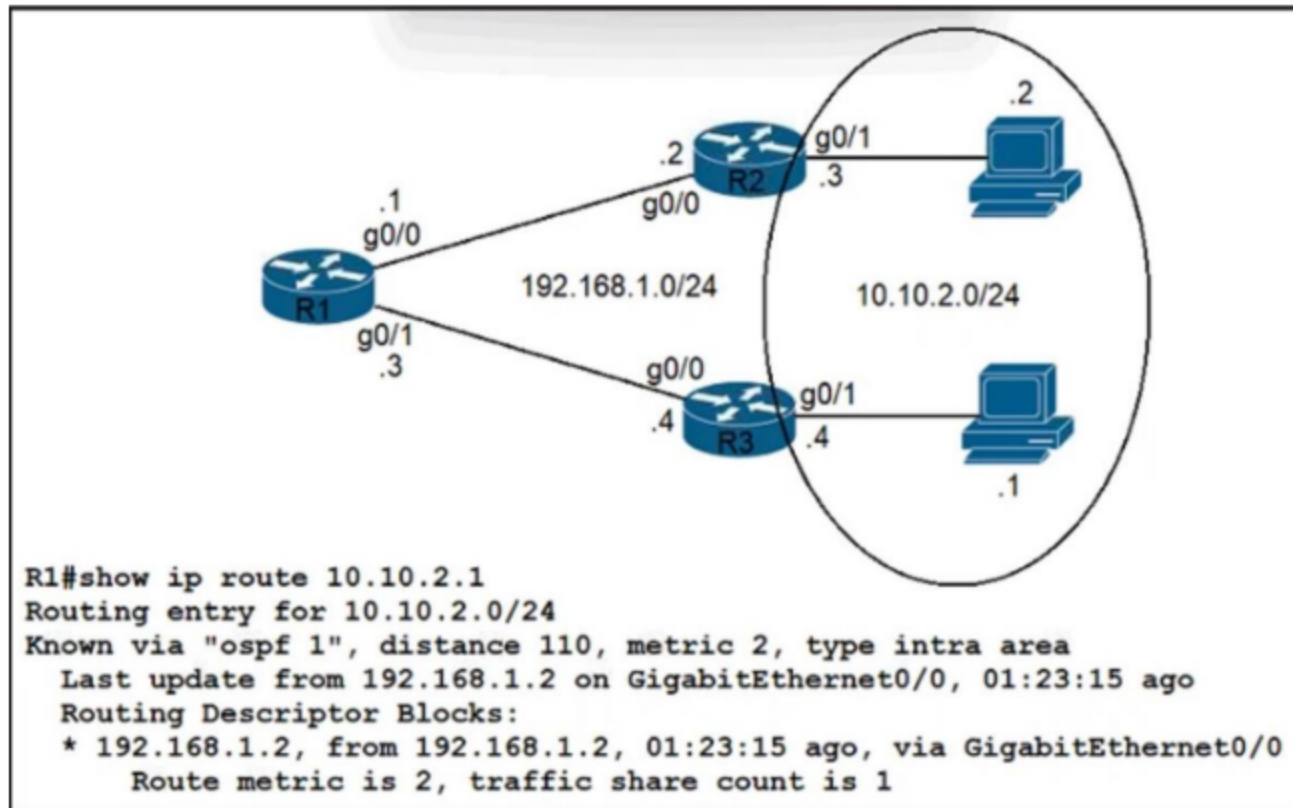 .2
g0/1
.2
R2
.3
g0/0
.1
g0/0
192.168.1.0/24
10.10.2.0/24
R1
g0/1
.3
g0/0
g0/1
.4
R3
.4
.1
R1#show ip route 10.10.2.1
Routing entry for 10.10.2.0/24
Known via "ospf 1", distance 110, metric 2, type intra area
Last update from 192.168.1.2 on GigabitEthernet0/0, 01:23:15 ago
Routing Descriptor Blocks:
* 192.168.1.2, from 192.168.1.2, 01:23:15 ago, via GigabitEthernet0/0
Route metric is 2, traffic share count is 1